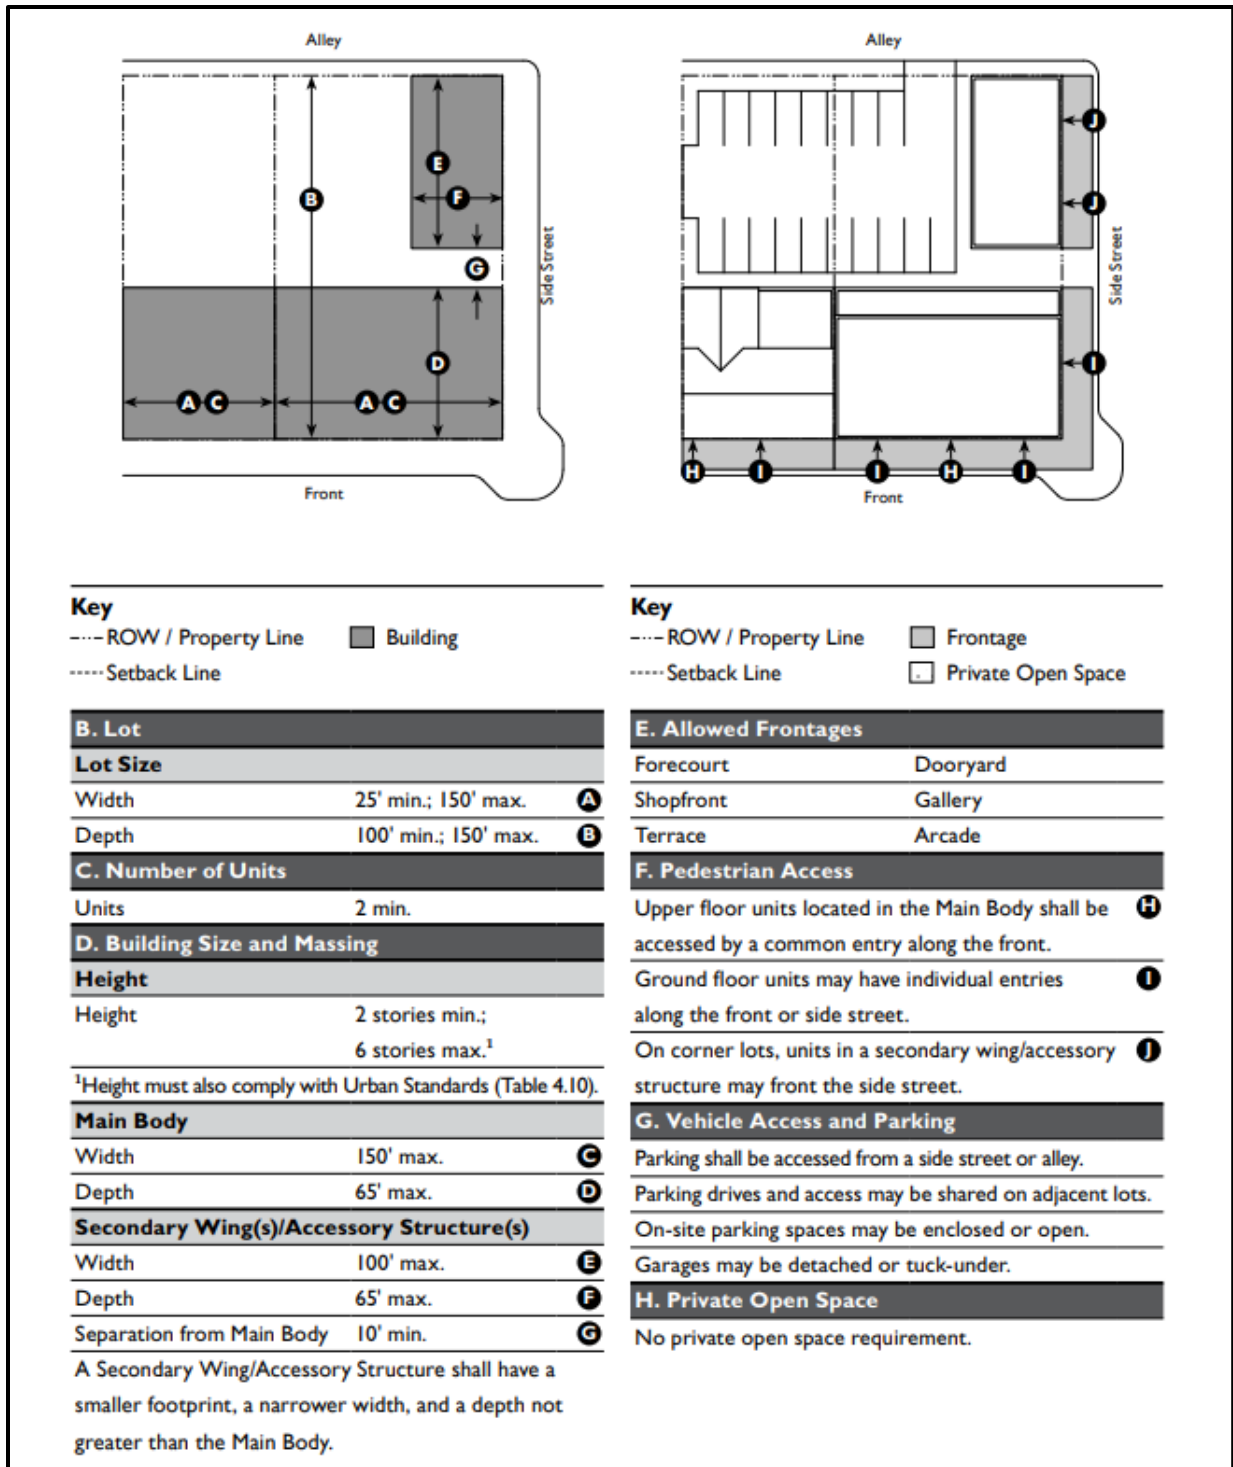 Alley
B
E
F
G
D
A C
A C
Side Street
Front
Alley
J
J
I
H
I
I
H
I
Side Street
Front
Key
ROW / Property Line
Building
Setback Line
B. Lot
Lot Size
Width 25' min.; 150' max. A
Depth 100' min.; 150' max. B
C. Number of Units
Units 2 min.
D. Building Size and Massing
Height
Height 2 stories min.;
6 stories max.¹
¹Height must also comply with Urban Standards (Table 4.10).
Main Body
Width 150' max. C
Depth 65' max. D
Secondary Wing(s)/Accessory Structure(s)
Width 100' max. E
Depth 65' max. F
Separation from Main Body 10' min. G
A Secondary Wing/Accessory Structure shall have a
smaller footprint, a narrower width, and a depth not
greater than the Main Body.
Key
ROW / Property Line
Frontage
Setback Line
Private Open Space
E. Allowed Frontages
Forecourt Dooryard
Shopfront Gallery
Terrace Arcade
F. Pedestrian Access
Upper floor units located in the Main Body shall be H
accessed by a common entry along the front.
Ground floor units may have individual entries I
along the front or side street.
On corner lots, units in a secondary wing/accessory J
structure may front the side street.
G. Vehicle Access and Parking
Parking shall be accessed from a side street or alley.
Parking drives and access may be shared on adjacent lots.
On-site parking spaces may be enclosed or open.
Garages may be detached or tuck-under.
H. Private Open Space
No private open space requirement.